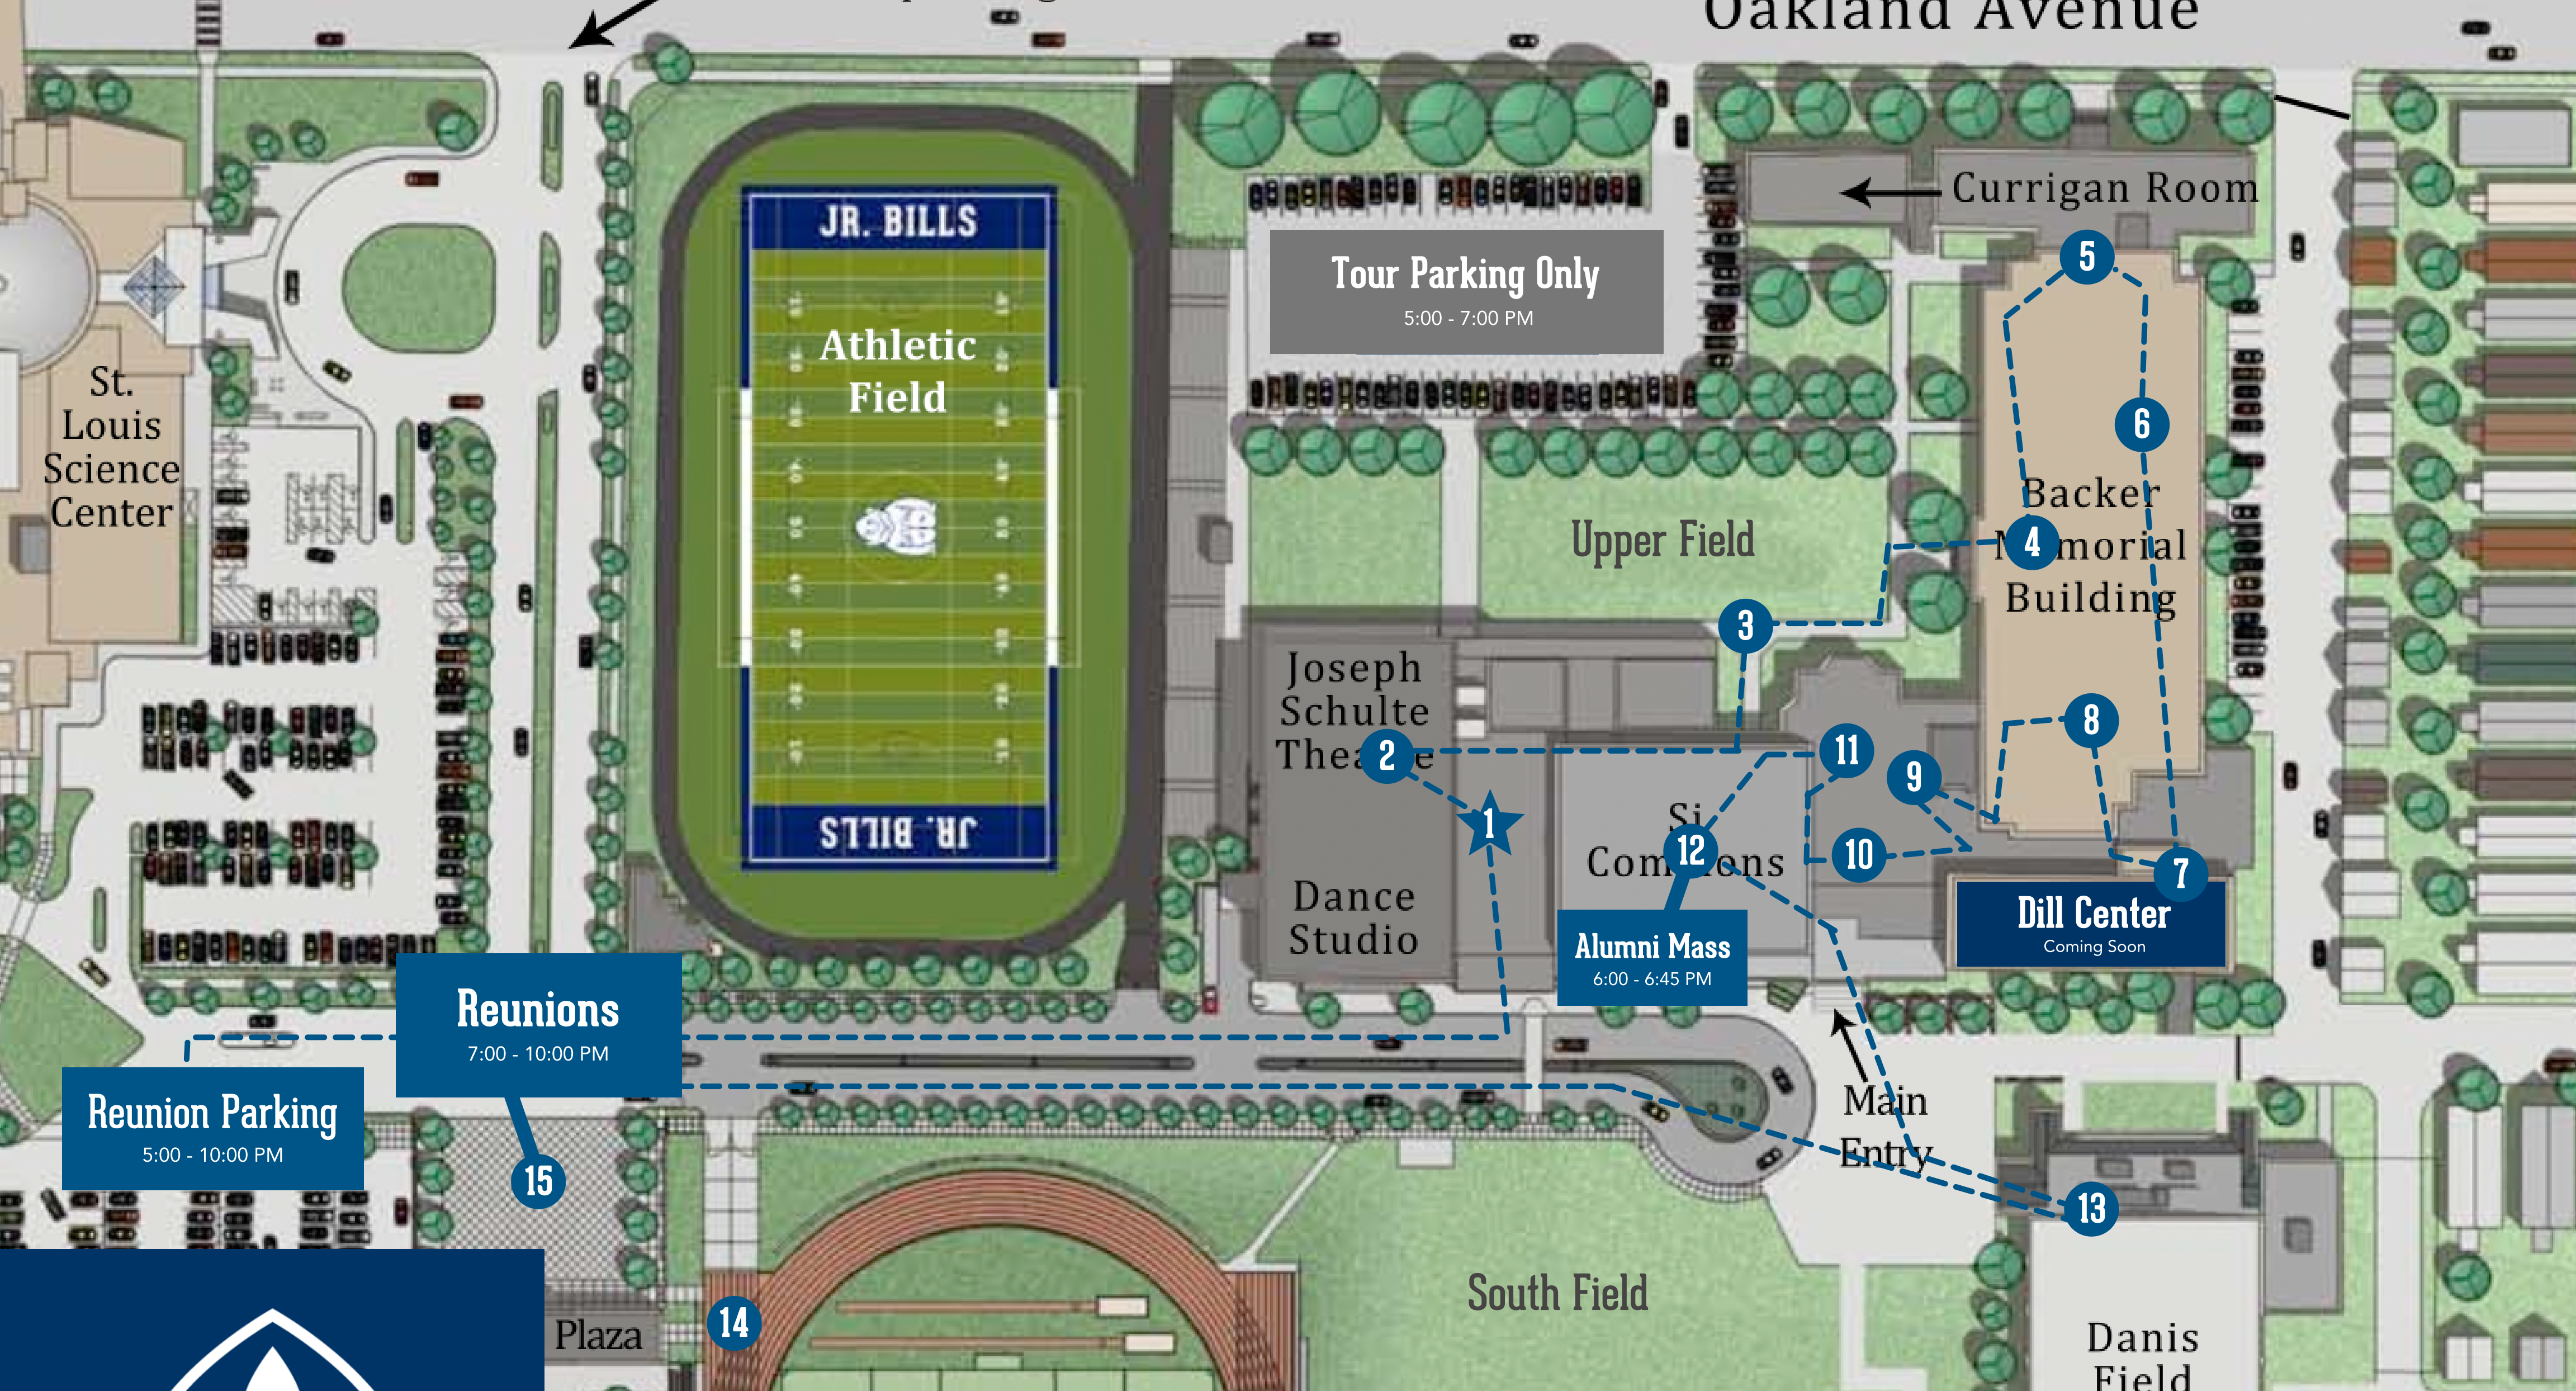 Oakland Avenue
JR. BILLS
Athletic
Field
JR. BILLS
St.
Louis
Science
Center
Tour Parking Only
5:00 - 7:00 PM
Currigan Room
5
6
Backer
4
Building
Upper Field
3
Joseph
Schulte
2
1
Dance
Studio
8
11
9
12
10
7
Alumni Mass
6:00 - 6:45 PM
Dill Center
Coming Soon
Reunions
7:00 - 10:00 PM
Reunion Parking
5:00 - 10:00 PM
Main
Entry
15
13
14
Plaza
South Field
Danis
Field